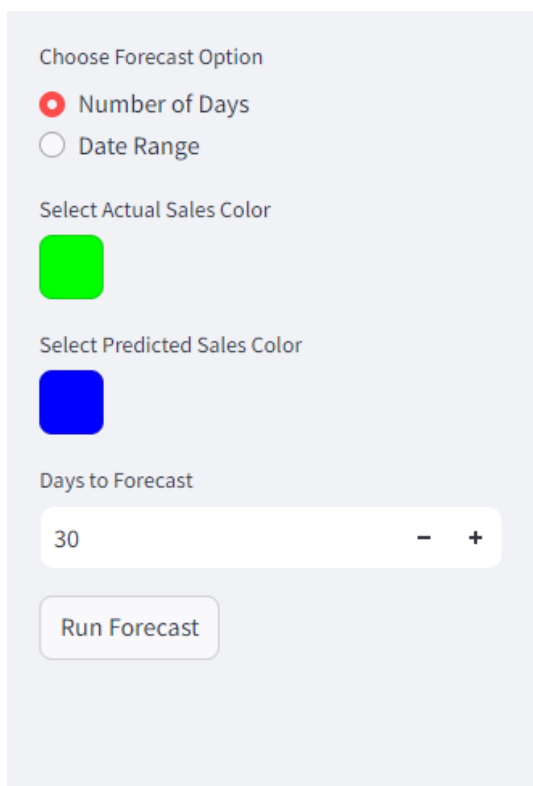 Choose Forecast Option
Number of Days
Date Range
Select Actual Sales Color
Select Predicted Sales Color
Days to Forecast
30 − +
Run Forecast